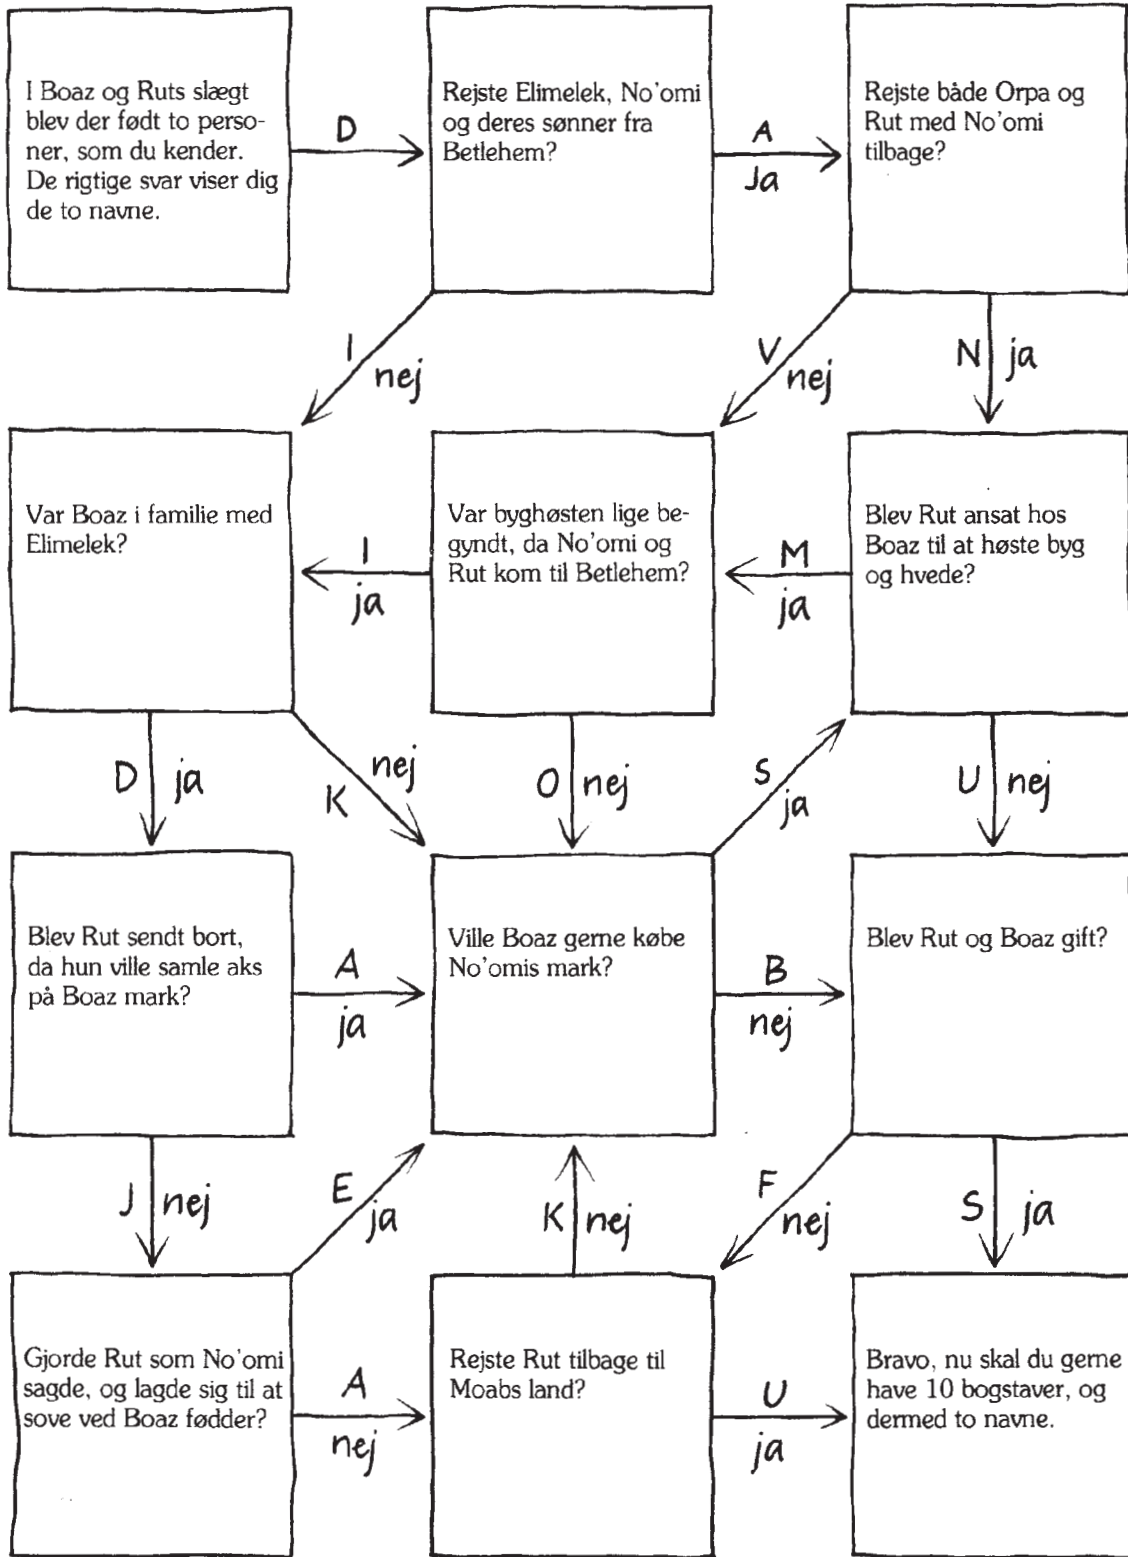 I Boaz og Ruts slægt
blev der født to perso-
ner, som du kender.
De rigtige svar viser dig
de to navne.
D
Rejste Elimelek, No'omi
og deres sønner fra
Betlehem?
A
Ja
Rejste både Orpa og
Rut med No'omi
tilbage?
I
nej
V
nej
N
ja
Var Boaz i familie med
Elimelek?
I
ja
Var byghøsten lige be-
gyndt, da No'omi og
Rut kom til Betlehem?
M
ja
Blev Rut ansat hos
Boaz til at høste byg
og hvede?
D
ja
nej
K
O
nej
S
ja
U
nej
Blev Rut sendt bort,
da hun ville samle aks
på Boaz mark?
A
ja
Ville Boaz gerne købe
No'omis mark?
B
nej
Blev Rut og Boaz gift?
J
nej
E
ja
K
nej
F
nej
S
ja
Gjorde Rut som No'omi
sagde, og lagde sig til at
sove ved Boaz fødder?
A
nej
Rejste Rut tilbage til
Moabs land?
U
ja
Bravo, nu skal du gerne
have 10 bogstaver, og
dermed to navne.